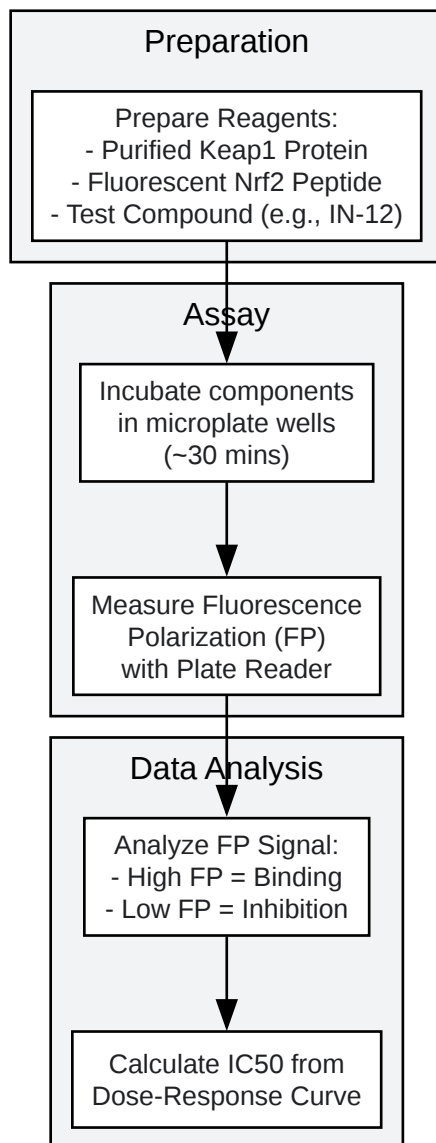 Preparation
Prepare Reagents:
- Purified Keap1 Protein
- Fluorescent Nrf2 Peptide
- Test Compound (e.g., IN-12)
Assay
Incubate components
in microplate wells
(~30 mins)
Measure Fluorescence
Polarization (FP)
with Plate Reader
Data Analysis
Analyze FP Signal:
- High FP = Binding
- Low FP = Inhibition
Calculate IC50 from
Dose-Response Curve